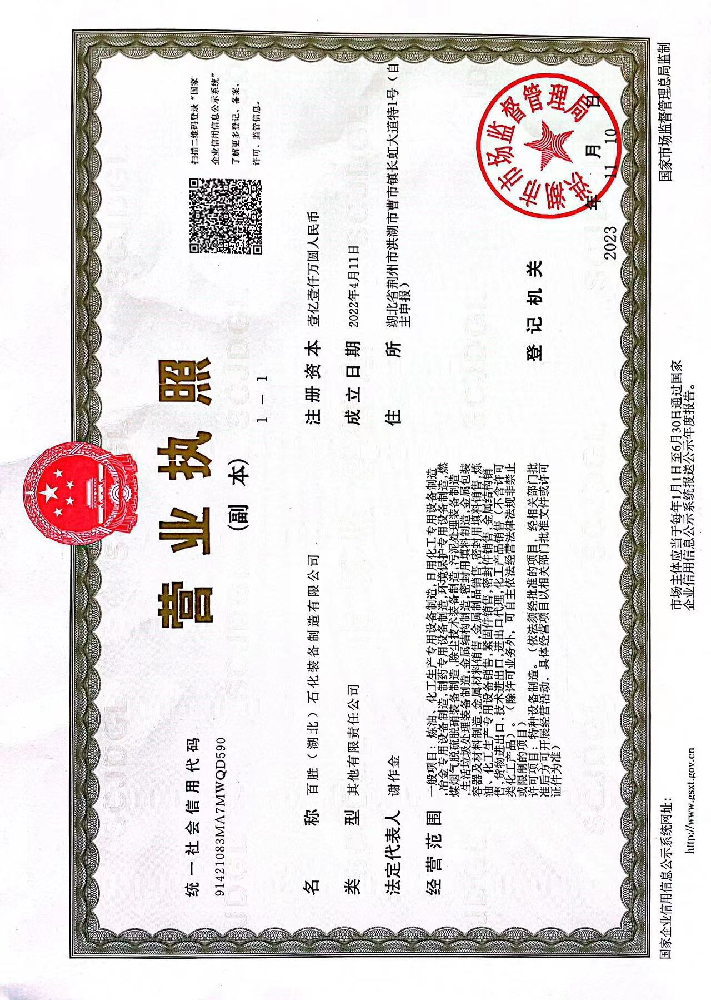 营业执照
(副 本)
1－1
统一社会信用代码
91421083MA7MWQD590
扫描二维码登录“国家
企业信用信息公示系统”
了解更多登记、备案、
许可、监管信息。
名 称 百胜（湖北）石化装备制造有限公司
类 型 其他有限责任公司
法定代表人 谢作金
经营范围 一般项目：炼油、化工生产专用设备制造,日用化工专用设备制造
,冶金专用设备制造,制药专用设备制造,环境保护专用设备制造,燃
煤烟气脱硫脱硝装备制造,除尘技术装备制造,污泥处理装备制造
,生活垃圾处理装备制造,金属结构制造,密封用填料制造,金属包装
容器及材料制造,金属材料销售,金属制品销售,密封用填料销售,炼
油、化工生产专用设备销售,紧固件销售,密封件销售,金属结构销
售,货物进出口,技术进出口,进出口代理,化工产品销售（不含许可
类化工产品）。（除许可业务外，可自主依法经营法律法规非禁止
或限制的项目）
许可项目：特种设备制造。（依法须经批准的项目，经相关部门批
准后方可开展经营活动，具体经营项目以相关部门批准文件或许可
证件为准）
注册资本 壹亿壹仟万圆人民币
成立日期 2022年4月11日
住 所 湖北省荆州市洪湖市曹市镇长虹大道特1号（自
主申报）
登记机关
洪湖市市场监督管理局
2023 年 11 月 10 日
国家企业信用信息公示系统网址：
http://www.gsxt.gov.cn
市场主体应当于每年1月1日至6月30日通过国家
企业信用信息公示系统报送公示年度报告。
国家市场监督管理总局监制